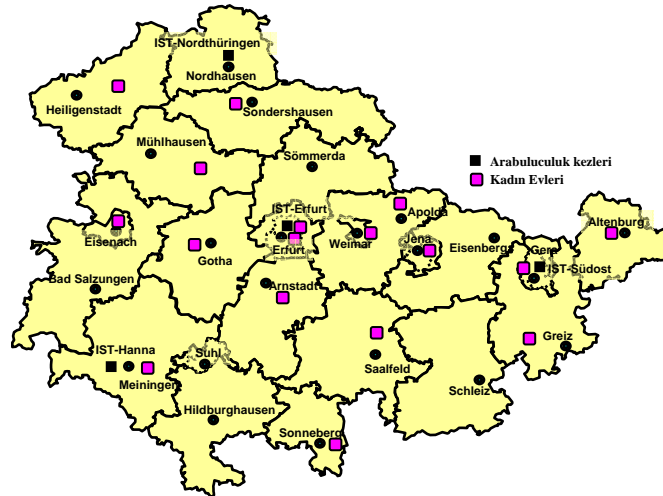 IST-Nordthüringen
Nordhausen
Heiligenstadt
Sondershausen
Mühlhausen
Sömmerda
Arabuluculuk kezleri
Kadın Evleri
IST-Erfurt
Apolda
Altenburg
Eisenach
Erfurt
Weimar
Jena
Eisenberg
Gera
Gotha
IST-Südost
Bad Salzungen
Arnstadt
IST-Hanna
Suhl
Greiz
Meiningen
Saalfeld
Schleiz
Hildburghausen
Sonneberg